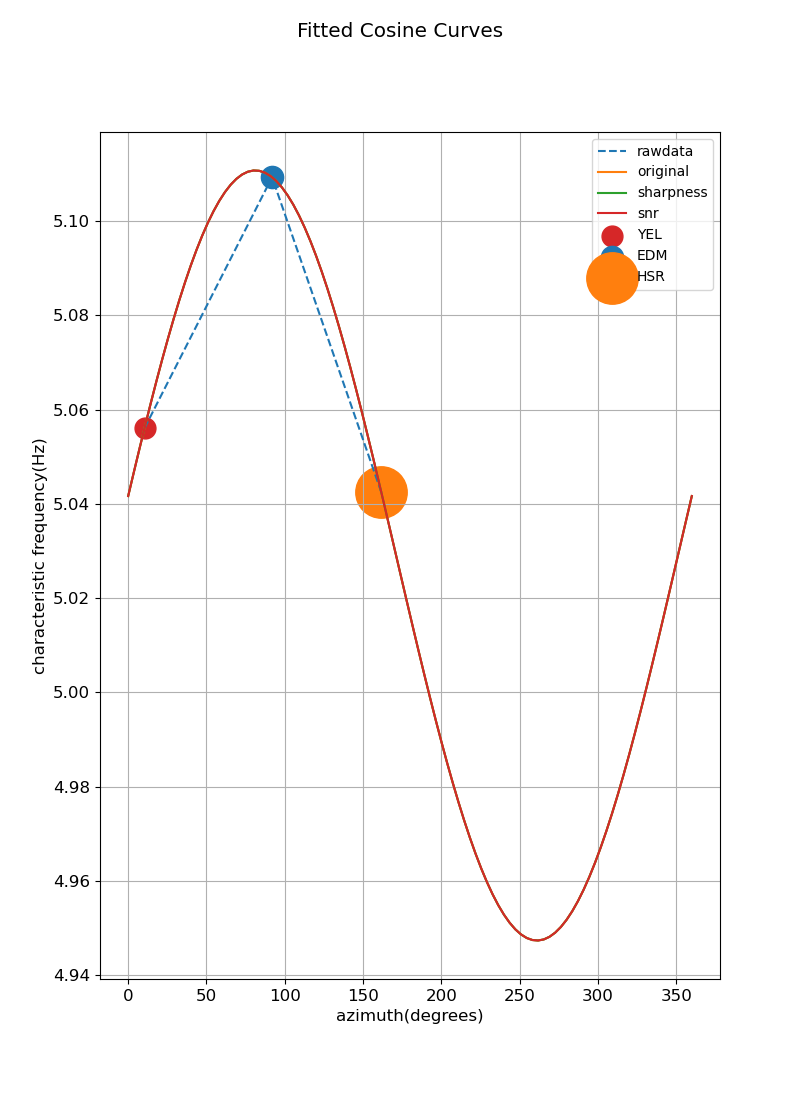 Fitted Cosine Curves
rawdata
original
sharpness
snr
YEL
EDM
HSR
characteristic frequency(Hz)
5.10
5.08
5.06
5.04
5.02
5.00
4.98
4.96
4.94
0 50 100 150 200 250 300 350
azimuth(degrees)